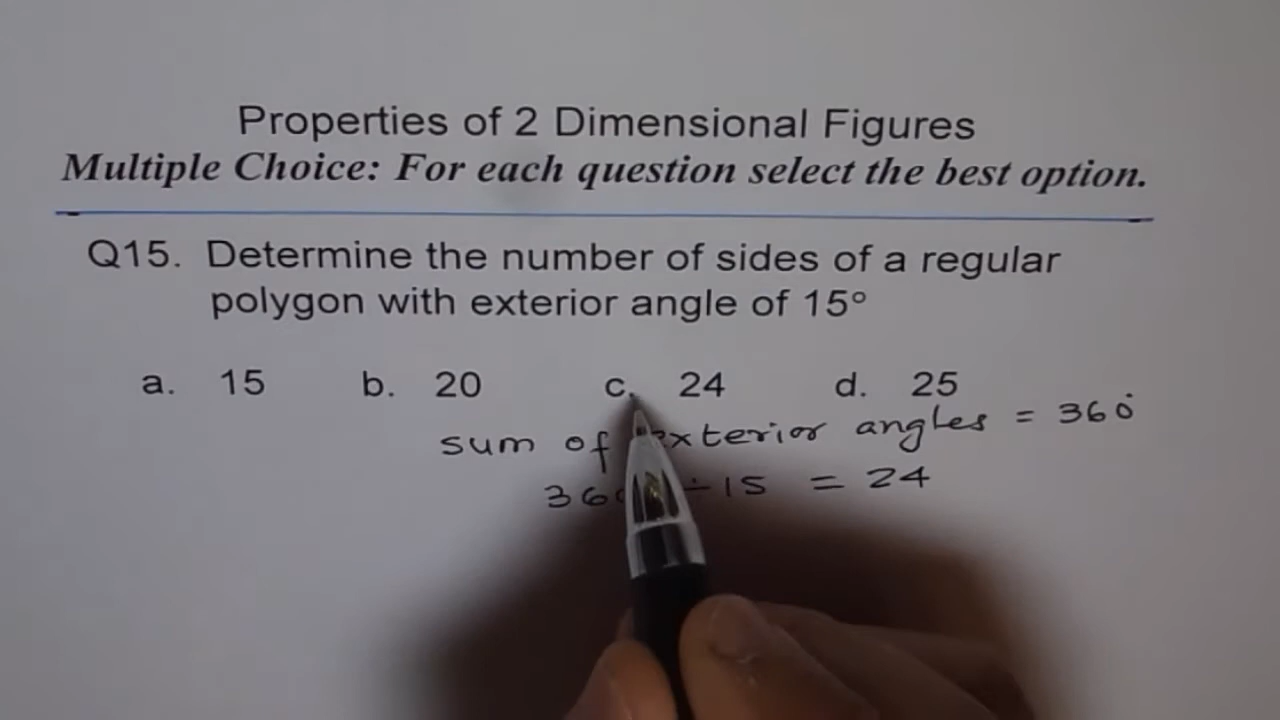 Properties of 2 Dimensional Figures
Multiple Choice: For each question select the best option.
Q15. Determine the number of sides of a regular
polygon with exterior angle of 15°
a. 15 b. 20 c. 24 d. 25
sum of exterior angles = 360°
360 ÷ 15 = 24